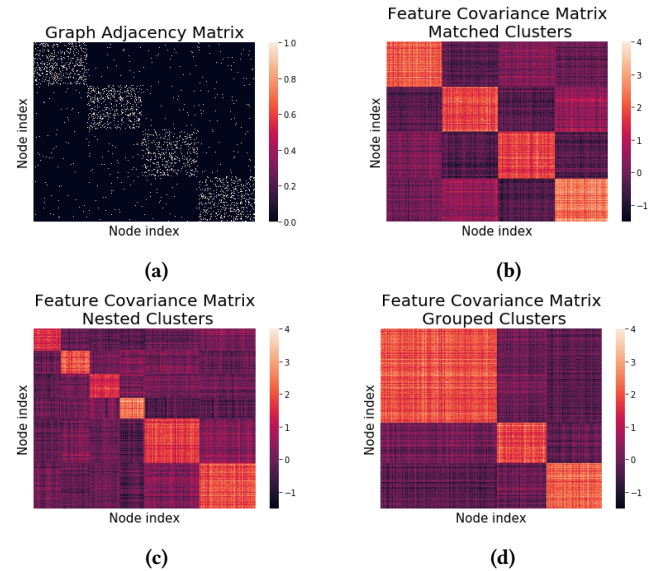 Graph Adjacency Matrix
Node index
Node index
1.0
0.8
0.6
0.4
0.2
0.0
(a)
Feature Covariance Matrix
Matched Clusters
Node index
Node index
4
3
2
1
0
−1
(b)
Feature Covariance Matrix
Nested Clusters
Node index
Node index
4
3
2
1
0
−1
(c)
Feature Covariance Matrix
Grouped Clusters
Node index
Node index
4
3
2
1
0
−1
(d)